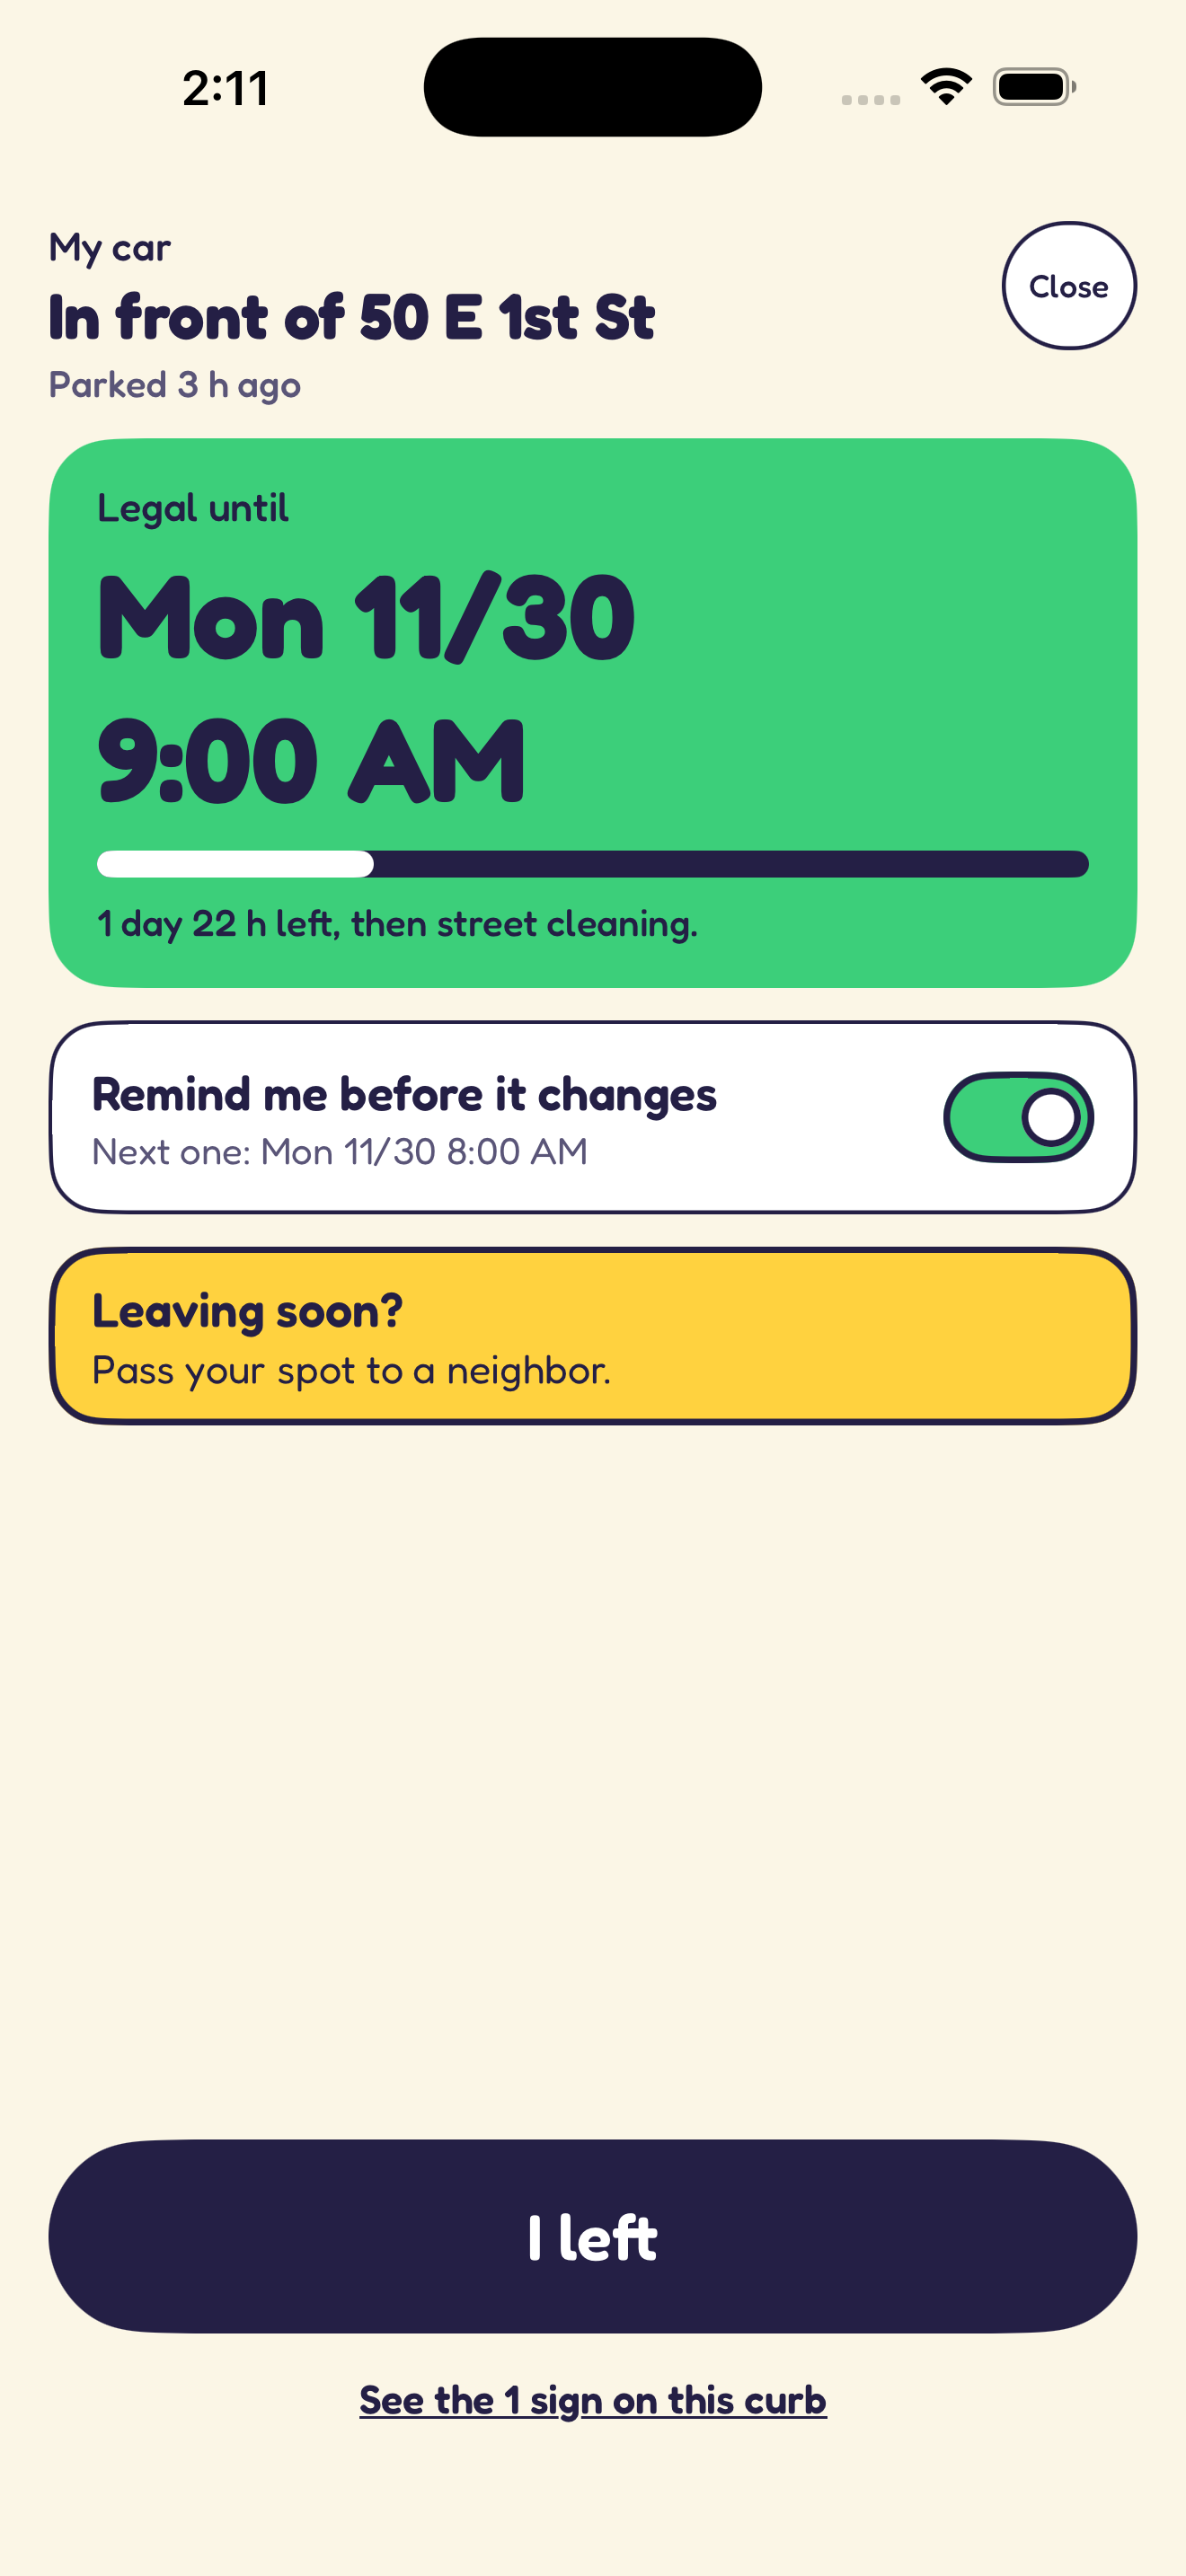 2:11
My car
In front of 50 E 1st St
Parked 3 h ago
Close
Legal until
Mon 11/30
9:00 AM
1 day 22 h left, then street cleaning.
Remind me before it changes
Next one: Mon 11/30 8:00 AM
Leaving soon?
Pass your spot to a neighbor.
I left
See the 1 sign on this curb